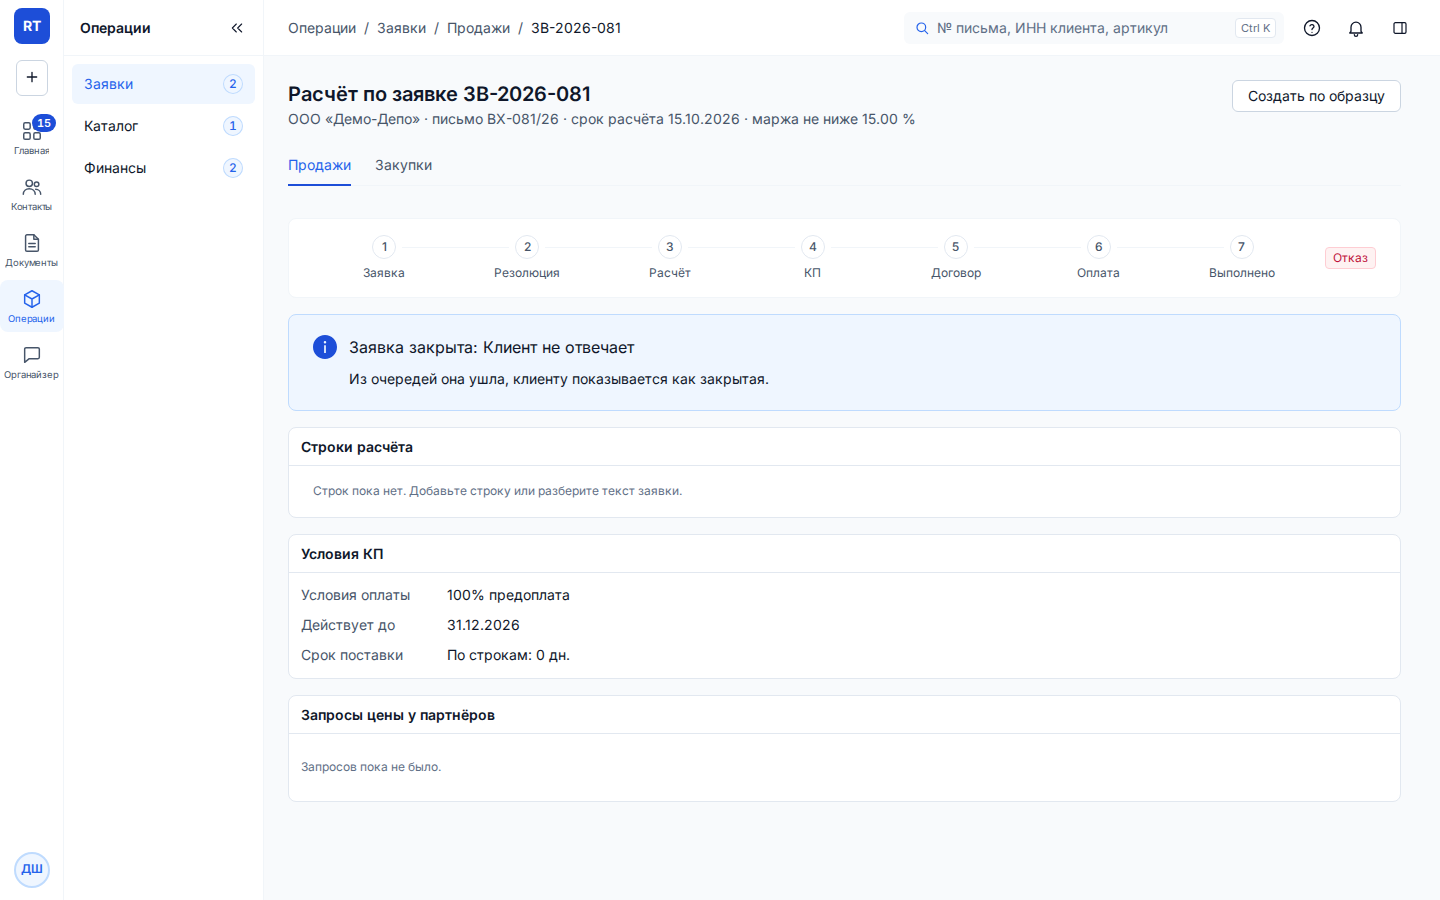 RT
Операции
Операции / Заявки / Продажи / ЗВ-2026-081
№ письма, ИНН клиента, артикул
Ctrl K
15
Главная
Контакты
Документы
Операции
Органайзер
ДШ
Заявки 2
Каталог 1
Финансы 2
Расчёт по заявке ЗВ-2026-081
Создать по образцу
ООО «Демо-Депо» · письмо ВХ-081/26 · срок расчёта 15.10.2026 · маржа не ниже 15.00 %
Продажи Закупки
1 2 3 4 5 6 7
Заявка Резолюция Расчёт КП Договор Оплата Выполнено
Отказ
Заявка закрыта: Клиент не отвечает
Из очередей она ушла, клиенту показывается как закрытая.
Строки расчёта
Строк пока нет. Добавьте строку или разберите текст заявки.
Условия КП
Условия оплаты 100% предоплата
Действует до 31.12.2026
Срок поставки По строкам: 0 дн.
Запросы цены у партнёров
Запросов пока не было.